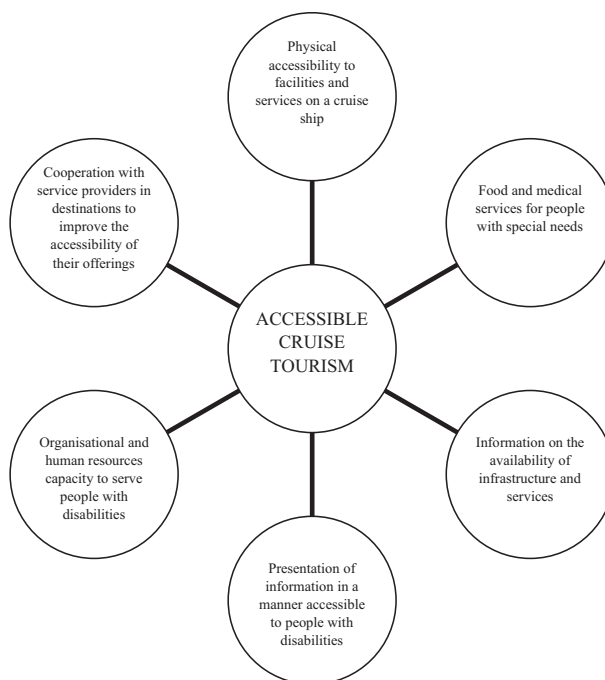 Physical
accessibility to
facilities and
services on a cruise
ship
Cooperation with
service providers in
destinations to
improve the
accessibility of
their offerings
Food and medical
services for people
with special needs
ACCESSIBLE
CRUISE
TOURISM
Organisational and
human resources
capacity to serve
people with
disabilities
Information on the
availability of
infrastructure and
services
Presentation of
information in a
manner accessible
to people with
disabilities